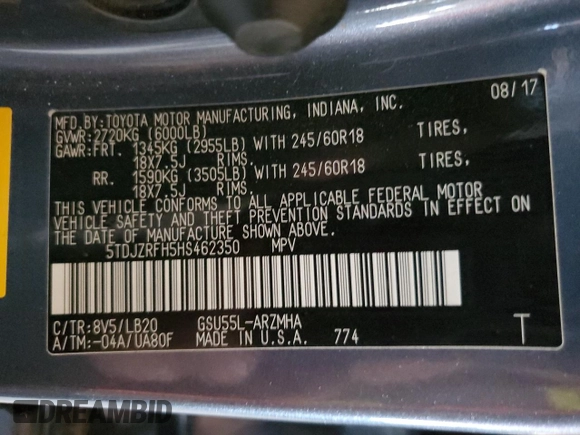 MFD.BY:TOYOTA MOTOR MANUFACTURING, INDIANA, INC. 08/17
GVWR:2720KG (6000LB)
GAWR:FRT. 1345KG (2955LB) WITH 245/60R18 TIRES,
18X7.5J RIMS.
RR. 1590KG (3505LB) WITH 245/60R18 TIRES,
18X7.5J RIMS.
THIS VEHICLE CONFORMS TO ALL APPLICABLE FEDERAL MOTOR
VEHICLE SAFETY AND THEFT PREVENTION STANDARDS IN EFFECT ON
THE DATE OF MANUFACTURE SHOWN ABOVE.
5TDJZRFH5HS462350 MPV
C/TR:8V5/LB20 GSU55L-ARZMHA T
A/TM:-04A/UA80F MADE IN U.S.A. 774
DREAMBID